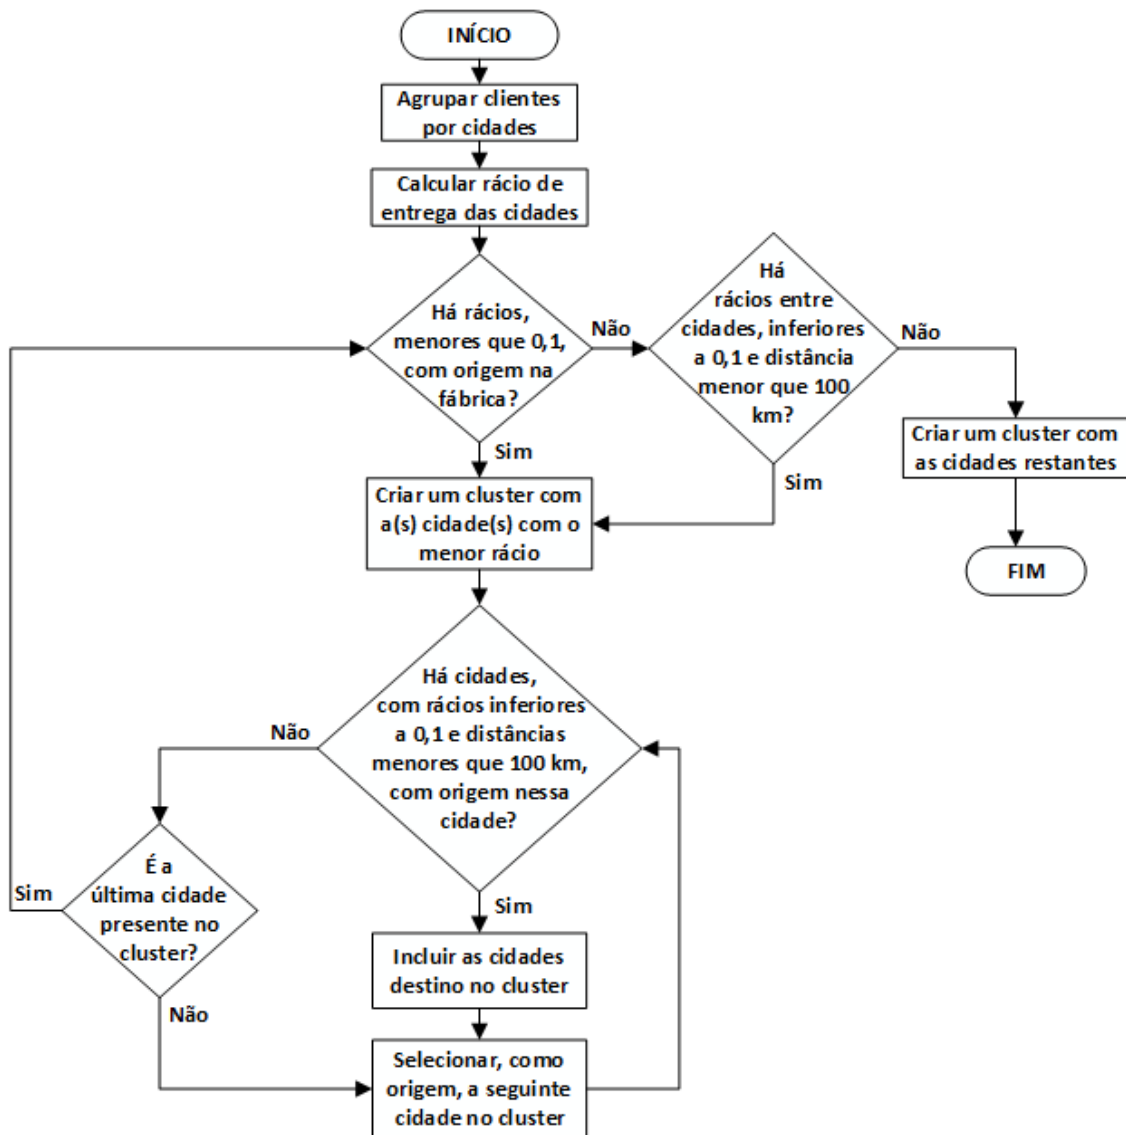 INÍCIO
Agrupar clientes
por cidades
Calcular rácio de
entrega das cidades
Há rácios,
menores que 0,1,
com origem na
fábrica?
Não
Há
rácios entre
cidades, inferiores
a 0,1 e distância
menor que 100
km?
Não
Sim
Criar um cluster com
as cidades restantes
Sim
Criar um cluster com
a(s) cidade(s) com o
menor rácio
FIM
Há cidades,
com rácios inferiores
a 0,1 e distâncias
menores que 100 km,
com origem nessa
cidade?
Não
É a
última cidade
presente no
cluster?
Sim
Sim
Incluir as cidades
destino no cluster
Não
Selecionar, como
origem, a seguinte
cidade no cluster